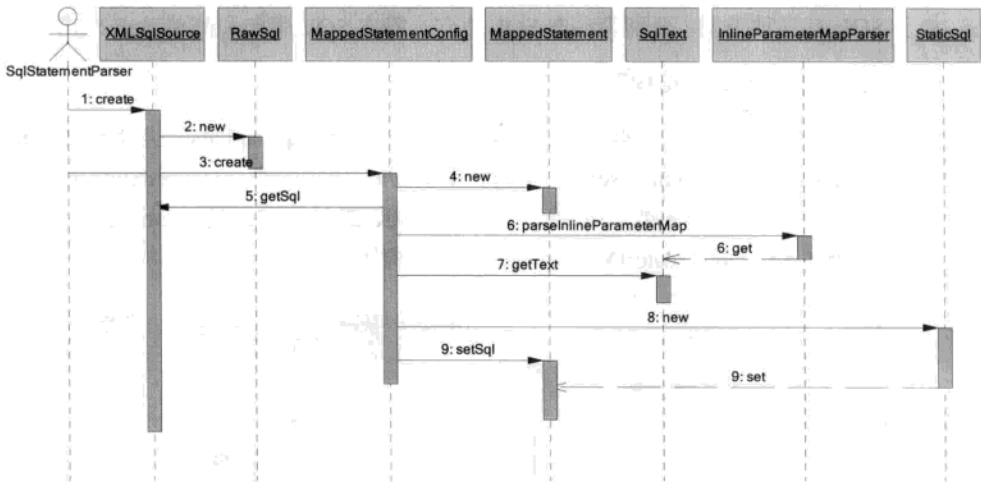 XMLSqlSource
RawSql
MappedStatementConfig
MappedStatement
SqlText
InlineParameterMapParser
StaticSql
SqlStatementParser
1: create
2: new
3: create
4: new
5: getSql
6: parseInlineParameterMap
6: get
7: getText
8: new
9: setSql
9: set